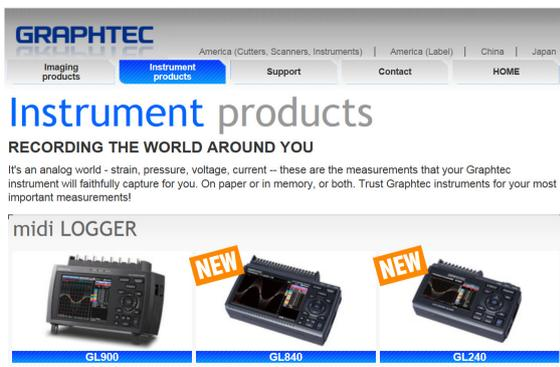 GRAPHTEC
America (Cutters, Scanners, Instruments) | America (Label) | China | Japan
Imaging products
Instrument products
Support
Contact
HOME
Instrument products
RECORDING THE WORLD AROUND YOU
It's an analog world - strain, pressure, voltage, current -- these are the measurements that your Graphtec
instrument will faithfully capture for you. On paper or in memory, or both. Trust Graphtec instruments for your most
important measurements!
midi LOGGER
NEW
NEW
GL900
GL840
GL240